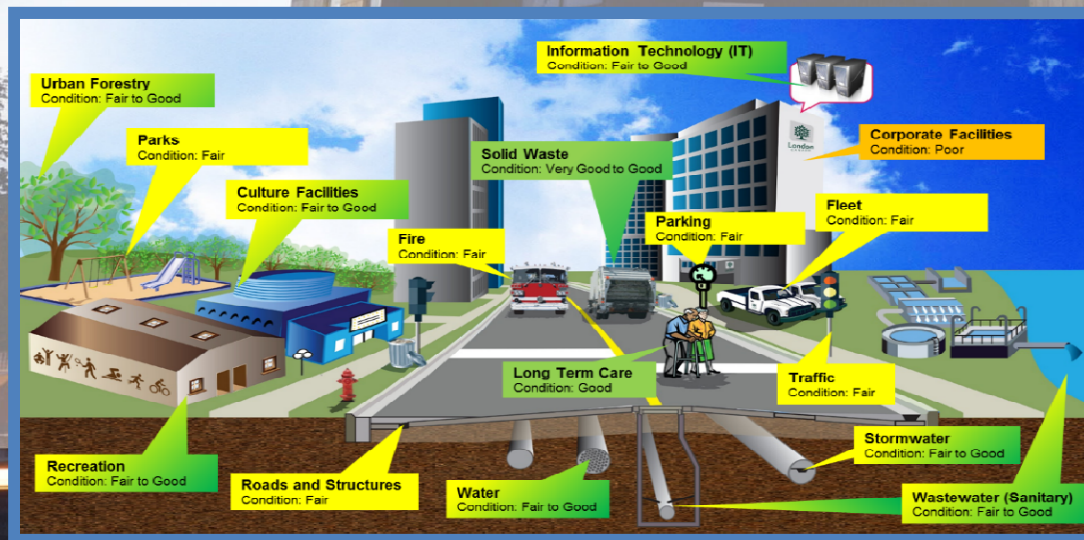 Information Technology (IT)
Condition: Fair to Good
Urban Forestry
Condition: Fair to Good
Parks
Condition: Fair
Solid Waste
Condition: Very Good to Good
London
Corporate Facilities
Condition: Poor
Culture Facilities
Condition: Fair to Good
Parking
Condition: Fair
Fleet
Condition: Fair
Fire
Condition: Fair
Long Term Care
Condition: Good
Traffic
Condition: Fair
Recreation
Condition: Fair to Good
Roads and Structures
Condition: Fair
Water
Condition: Fair to Good
Stormwater
Condition: Fair to Good
Wastewater (Sanitary)
Condition: Fair to Good